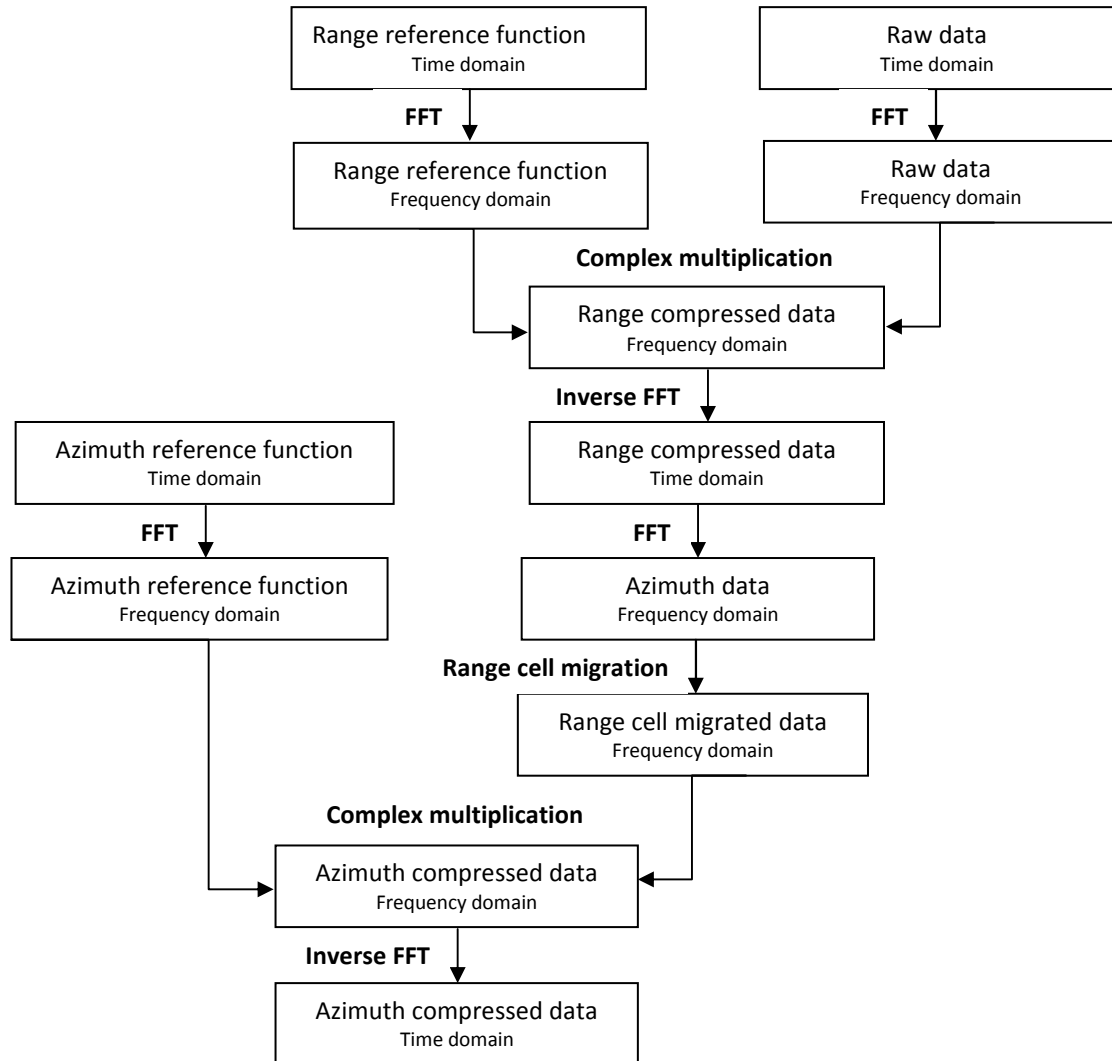 Range reference function
Time domain
Raw data
Time domain
FFT
FFT
Range reference function
Frequency domain
Raw data
Frequency domain
Complex multiplication
Range compressed data
Frequency domain
Inverse FFT
Azimuth reference function
Time domain
Range compressed data
Time domain
FFT
FFT
Azimuth reference function
Frequency domain
Azimuth data
Frequency domain
Range cell migration
Range cell migrated data
Frequency domain
Complex multiplication
Azimuth compressed data
Frequency domain
Inverse FFT
Azimuth compressed data
Time domain